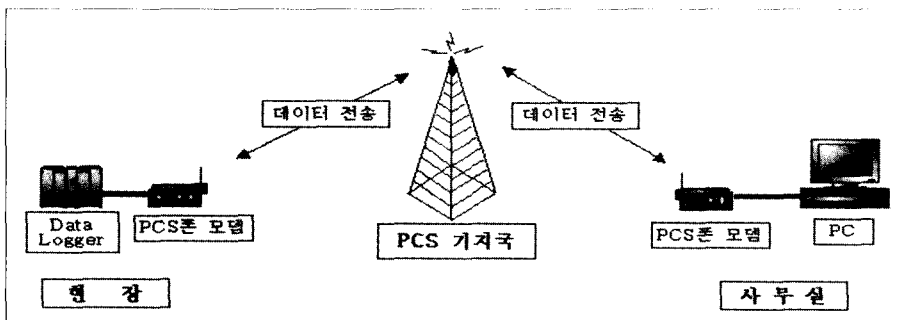 데이터 전송
데이터 전송
Data
Logger
PCS폰 모뎀
PCS 기지국
PCS폰 모뎀
PC
현 장
사 무 실